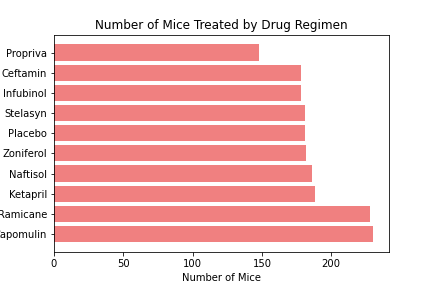 Number of Mice Treated by Drug Regimen
Propriva
Ceftamin
Infubinol
Stelasyn
Placebo
Zoniferol
Naftisol
Ketapril
Ramicane
apomulin
0 50 100 150 200
Number of Mice